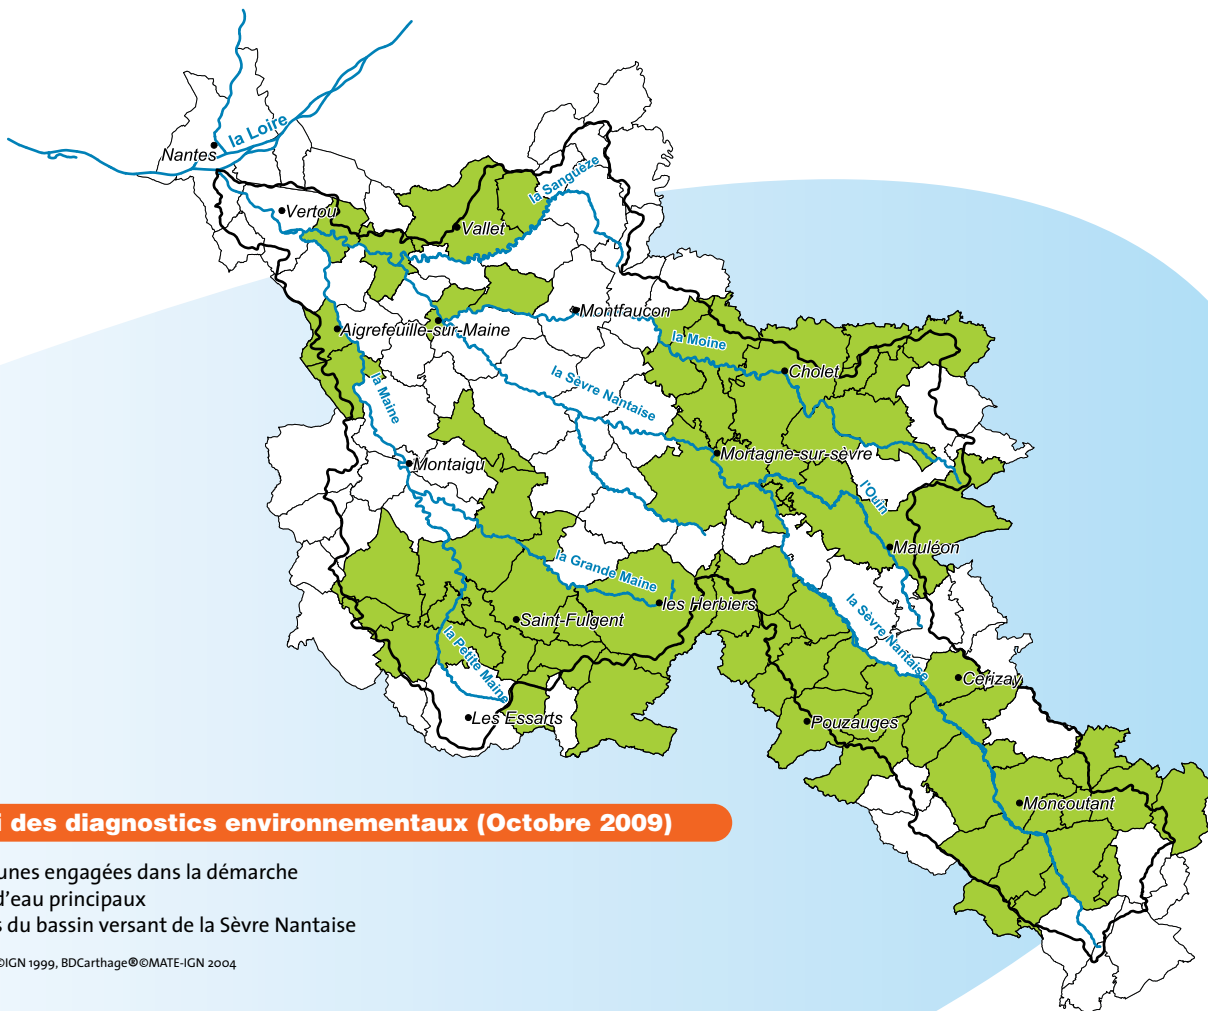 la Loire
Nantes
la Sanguèze
Vertou
Vallet
Montfaucon
Aigrefeuille-sur-Maine
la Moine
Cholet
la Sèvre Nantaise
la Maine
Mortagne-sur-sèvre
Montaigu
l'Ouin
Mauléon
la Grande Maine
les Herbiers
la Sèvre Nantaise
Saint-Fulgent
la Petite Maine
Cerizay
Les Essarts
Pouzauges
Moncoutant
i des diagnostics environnementaux (Octobre 2009)
unes engagées dans la démarche
d'eau principaux
s du bassin versant de la Sèvre Nantaise
©IGN 1999, BDCarthage®©MATE-IGN 2004